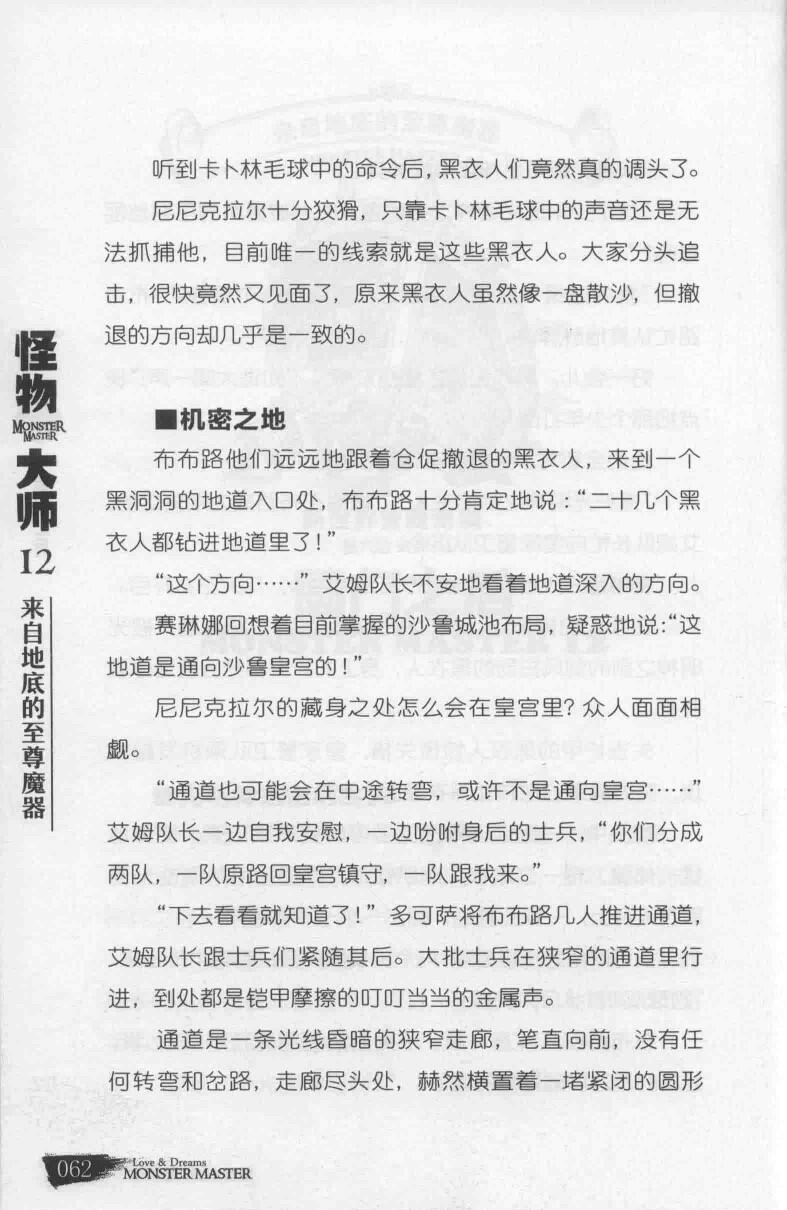 听到卡卜林毛球中的命令后，黑衣人们竟然真的调头了。
尼尼克拉尔十分狡猾，只靠卡卜林毛球中的声音还是无
法抓捕他，目前唯一的线索就是这些黑衣人。大家分头追
击，很快竟然又见面了，原来黑衣人虽然像一盘散沙，但撤
退的方向却几乎是一致的。
■机密之地
布布路他们远远地跟着仓促撤退的黑衣人，来到一个
黑洞洞的地道入口处，布布路十分肯定地说：“二十几个黑
衣人都钻进地道里了！”
“这个方向……”艾姆队长不安地看着地道深入的方向。
赛琳娜回想着目前掌握的沙鲁城池布局，疑惑地说：“这
地道是通向沙鲁皇宫的！”
尼尼克拉尔的藏身之处怎么会在皇宫里？众人面面相
觑。
“通道也可能会在中途转弯，或许不是通向皇宫……”
艾姆队长一边自我安慰，一边吩咐身后的士兵，“你们分成
两队，一队原路回皇宫镇守，一队跟我来。”
“下去看看就知道了！”多可萨将布布路几人推进通道，
艾姆队长跟士兵们紧随其后。大批士兵在狭窄的通道里行
进，到处都是铠甲摩擦的叮叮当当的金属声。
通道是一条光线昏暗的狭窄走廊，笔直向前，没有任
何转弯和岔路，走廊尽头处，赫然横置着一堵紧闭的圆形
怪物
MONSTER
MASTER
大师
12
来自地底的至尊魔器
062
Love & Dreams
MONSTER MASTER